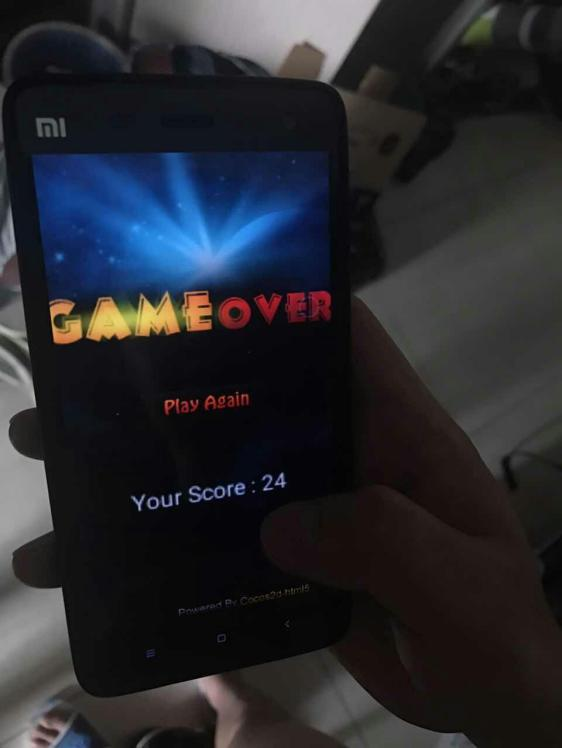 mi
GAMEOVER
Play Again
Your Score : 24
Powered By Cocos2d-html5